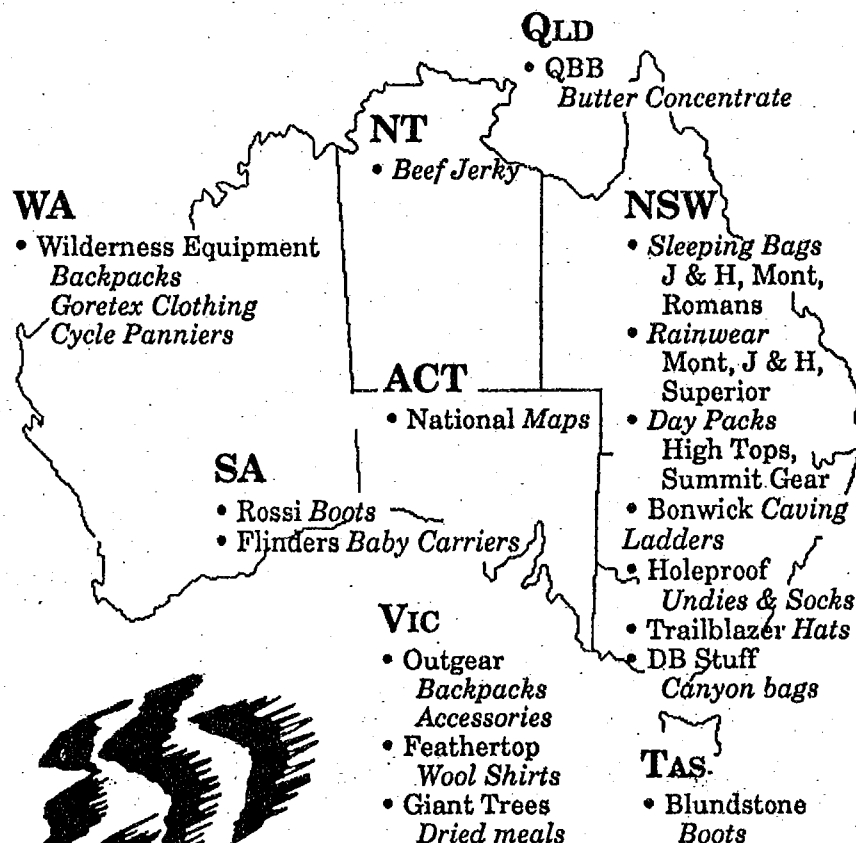 QLD
• QBB
Butter Concentrate
NT
• Beef Jerky
WA
• Wilderness Equipment
Backpacks
Goretex Clothing
Cycle Panniers
NSW
• Sleeping Bags
J & H, Mont,
Romans
• Rainwear
Mont, J & H,
Superior
• Day Packs
High Tops,
Summit Gear
• Bonwick Caving
Ladders
• Holeproof
Undies & Socks
• Trailblazer Hats
• DB Stuff
Canyon bags
ACT
• National Maps
SA
• Rossi Boots
• Flinders Baby Carriers
VIC
• Outgear
Backpacks
Accessories
• Feathertop
Wool Shirts
• Giant Trees
Dried meals
TAS.
• Blundstone
Boots